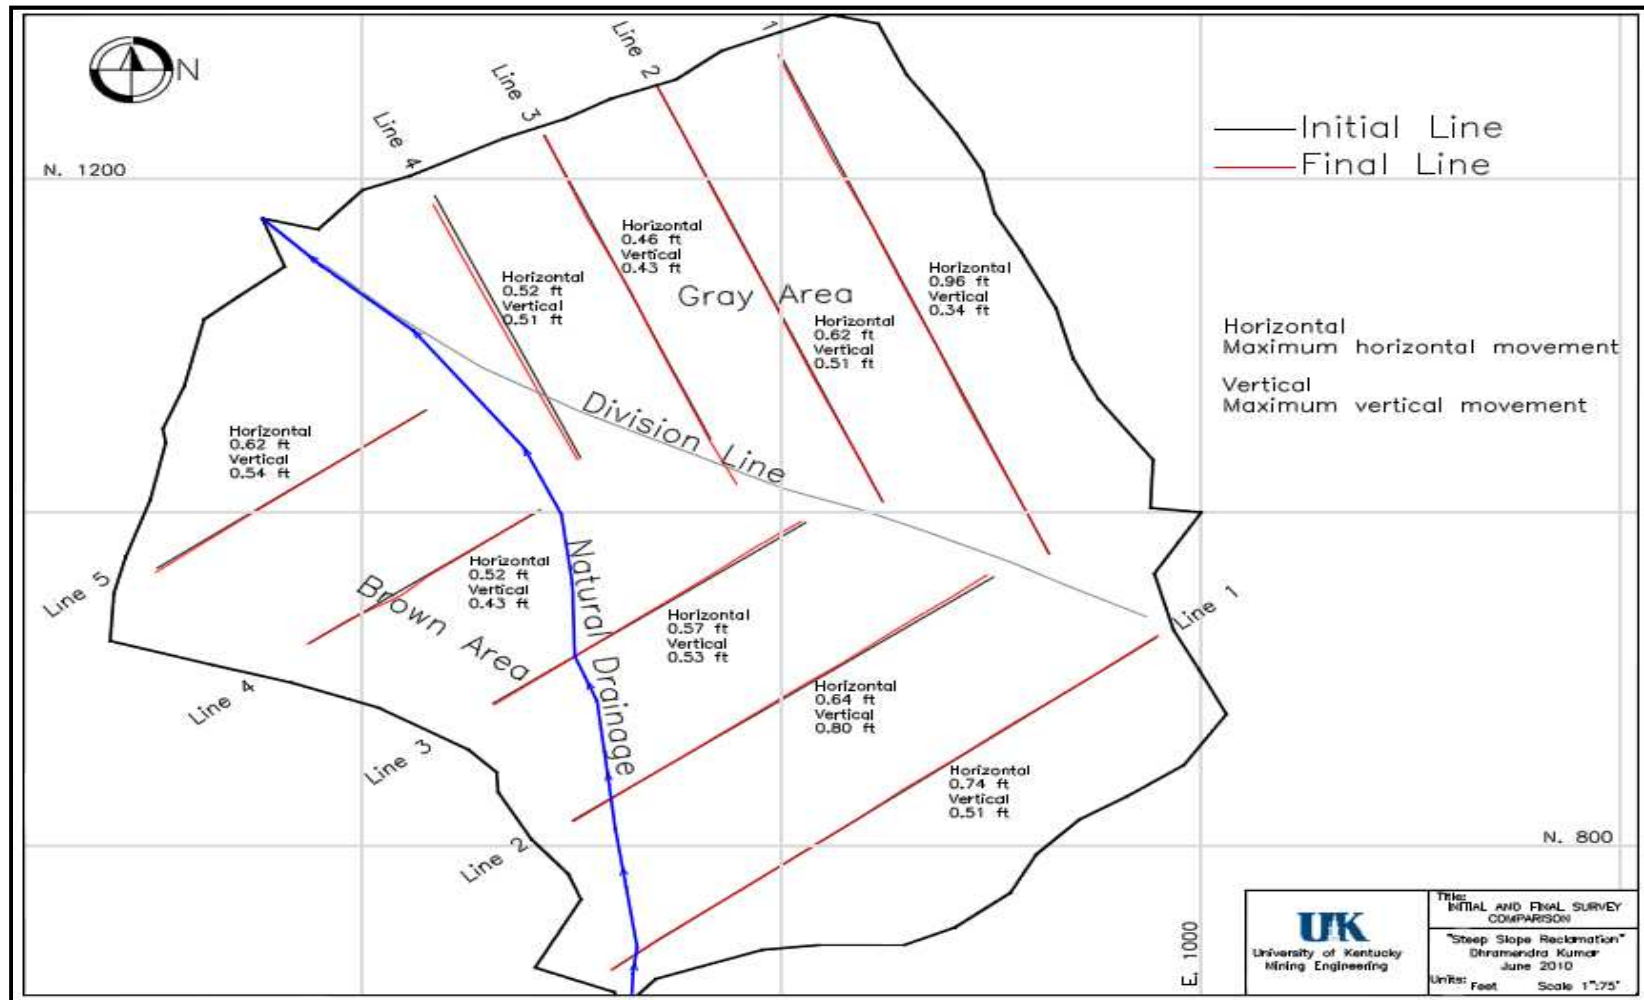 N
1
Line 2
Line 3
Line 4
Initial Line
Final Line
N. 1200
Horizontal
0.46 ft
Vertical
0.43 ft
Horizontal
0.52 ft
Vertical
0.51 ft
Gray Area
Horizontal
0.96 ft
Vertical
0.34 ft
Horizontal
0.62 ft
Vertical
0.51 ft
Horizontal
Maximum horizontal movement
Vertical
Maximum vertical movement
Division Line
Horizontal
0.62 ft
Vertical
0.54 ft
Horizontal
0.52 ft
Vertical
0.43 ft
Natural Drainage
Brown Area
Line 5
Line 1
Horizontal
0.57 ft
Vertical
0.53 ft
Line 4
Horizontal
0.64 ft
Vertical
0.80 ft
Line 3
Horizontal
0.74 ft
Vertical
0.51 ft
Line 2
N. 800
E. 1000
UK
University of Kentucky
Mining Engineering
Title:
INITIAL AND FINAL SURVEY
COMPARISON
"Steep Slope Reclamation"
Dhramendra Kumar
June 2010
Units: Feet Scale 1":75'